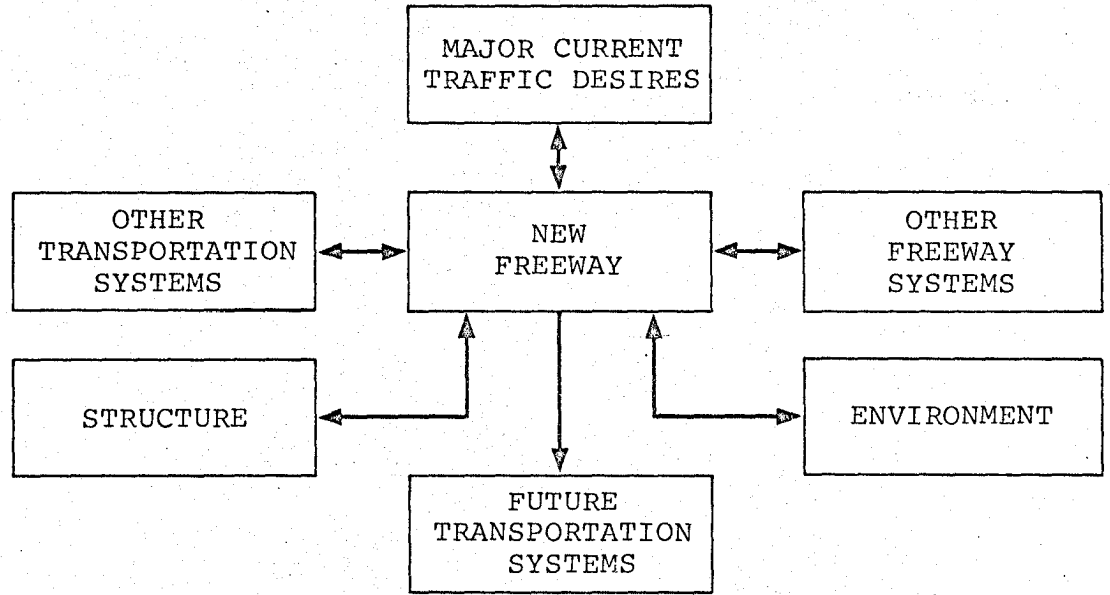 MAJOR CURRENT
TRAFFIC DESIRES
OTHER
TRANSPORTATION
SYSTEMS
NEW
FREEWAY
OTHER
FREEWAY
SYSTEMS
STRUCTURE
ENVIRONMENT
FUTURE
TRANSPORTATION
SYSTEMS